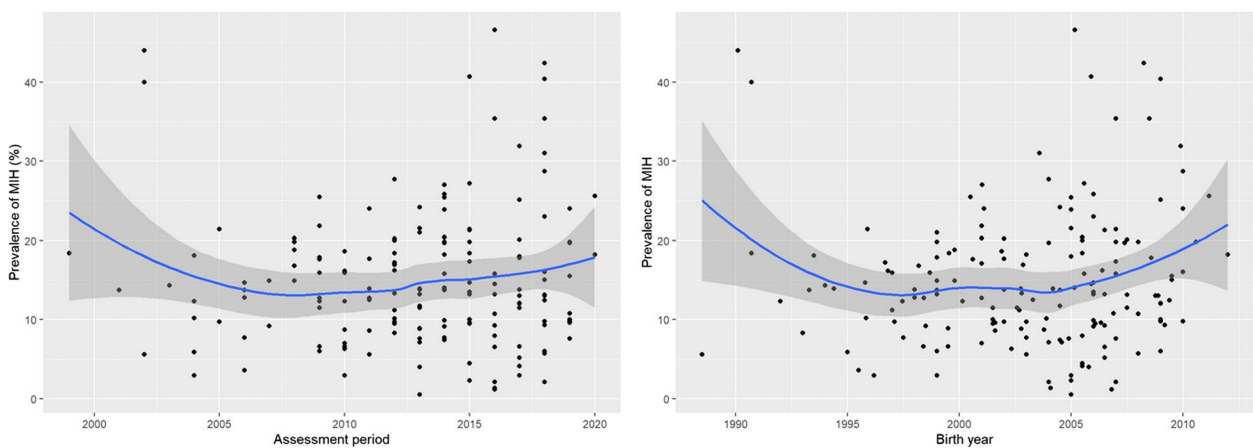 Prevalence of MIH (%)
40
30
20
10
0
2000 2005 2010 2015 2020
Assessment period
Prevalence of MIH
40
30
20
10
0
1990 1995 2000 2005 2010
Birth year